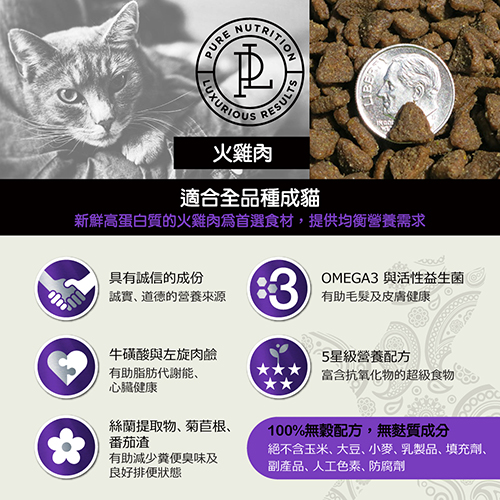 PURE NUTRITION
PL
LUXURIOUS RESULTS
LIBERTY
火雞肉
適合全品種成貓
新鮮高蛋白質的火雞肉為首選食材，提供均衡營養需求
具有誠信的成份
誠實、道德的營養來源
3
OMEGA3 與活性益生菌
有助毛髮及皮膚健康
牛磺酸與左旋肉鹼
有助脂肪代謝能、
心臟健康
5星級營養配方
富含抗氧化物的超級食物
絲蘭提取物、菊苣根、
番茄渣
有助減少糞便臭味及
良好排便狀態
100%無穀配方，無麩質成分
絕不含玉米、大豆、小麥、乳製品、填充劑、
副產品、人工色素、防腐劑